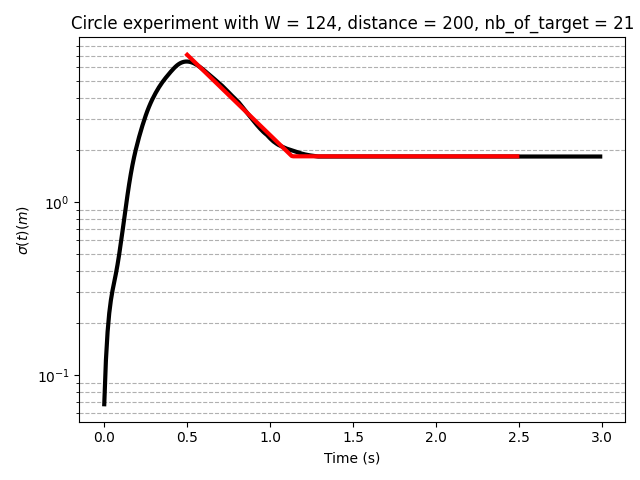 Circle experiment with W = 124, distance = 200, nb_of_target = 21
σ(t)(m)
10⁰
10⁻¹
0.0 0.5 1.0 1.5 2.0 2.5 3.0
Time (s)